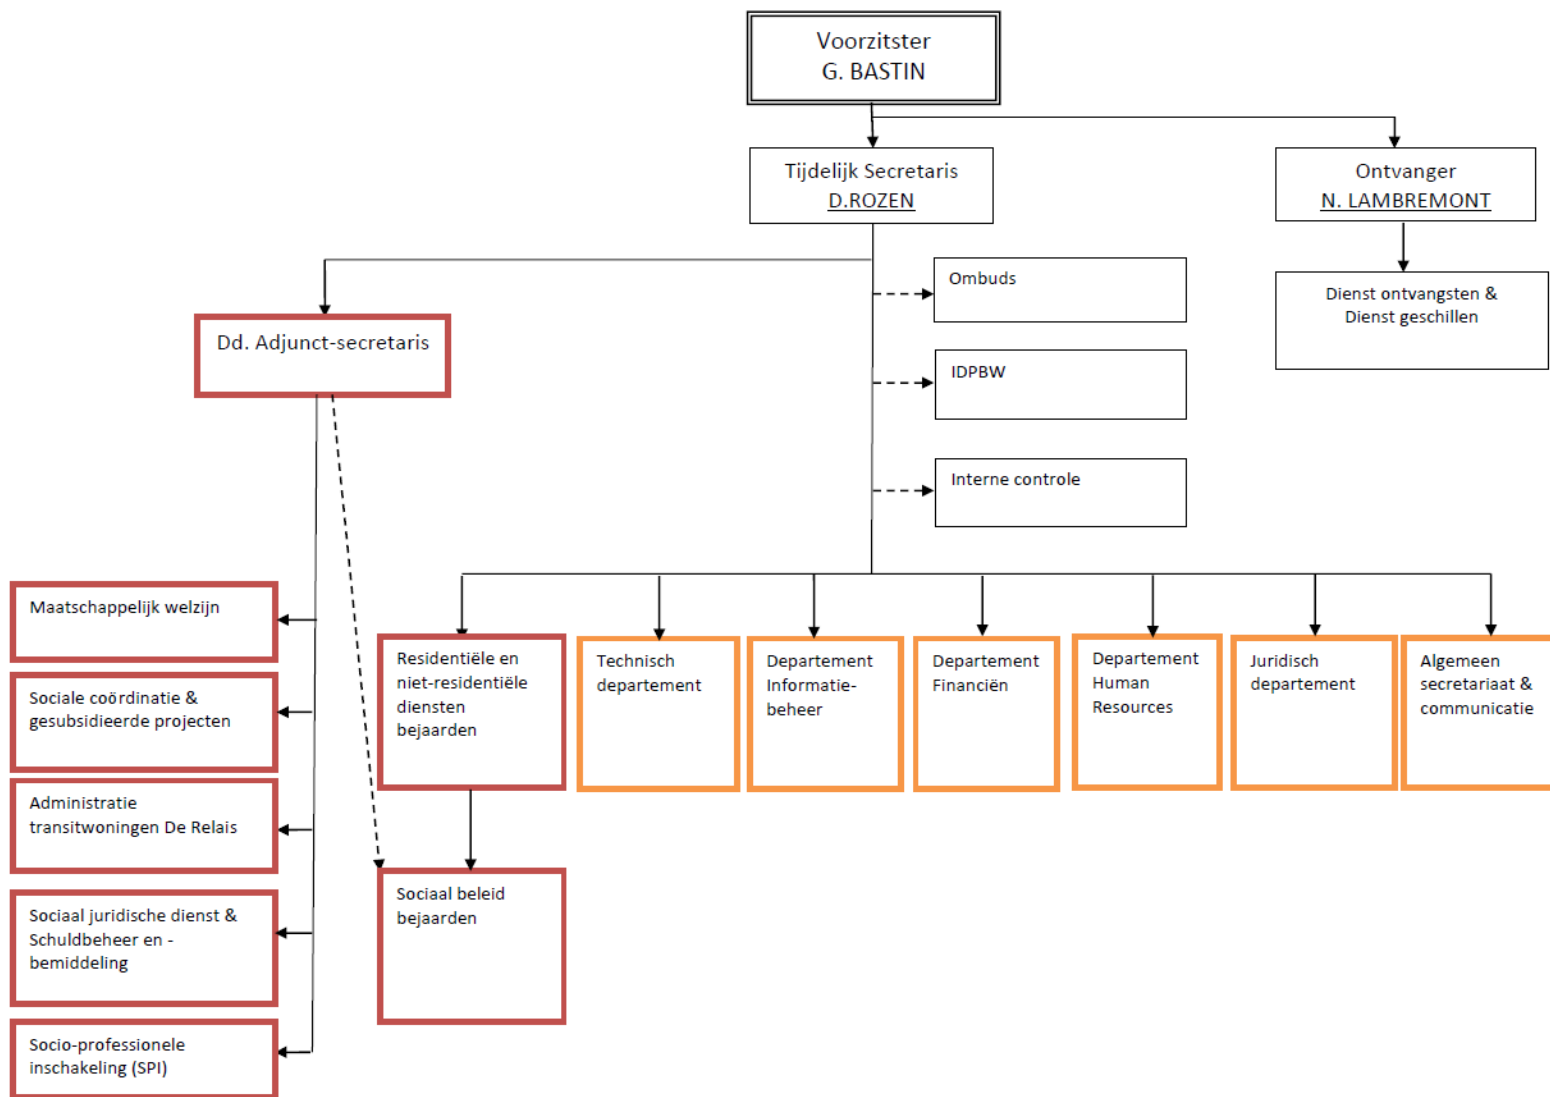 Voorzitster
G. BASTIN
Tijdelijk Secretaris
D.ROZEN
Ontvanger
N. LAMBREMONT
Ombuds
Dienst ontvangsten &
Dienst geschillen
Dd. Adjunct-secretaris
IDPBW
Interne controle
Maatschappelijk welzijn
Sociale coördinatie &
gesubsidieerde projecten
Administratie
transitwoningen De Relais
Sociaal juridische dienst &
Schuldbeheer en -
bemiddeling
Socio-professionele
inschakeling (SPI)
Residentiële en
niet-residentiële
diensten
bejaarden
Technisch
departement
Departement
Informatie-
beheer
Departement
Financiën
Departement
Human
Resources
Juridisch
departement
Algemeen
secretariaat &
communicatie
Sociaal beleid
bejaarden